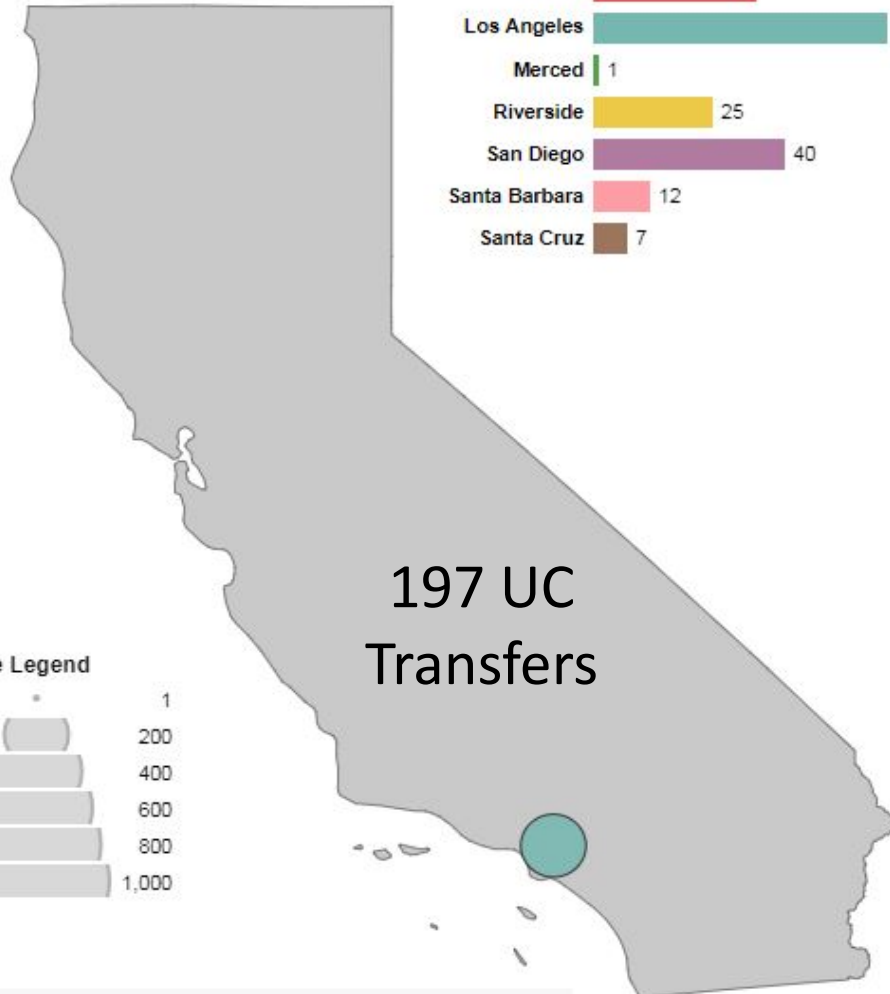 Los Angeles
Merced 1
Riverside 25
San Diego 40
Santa Barbara 12
Santa Cruz 7
197 UC
Transfers
Legend
1
200
400
600
800
1,000